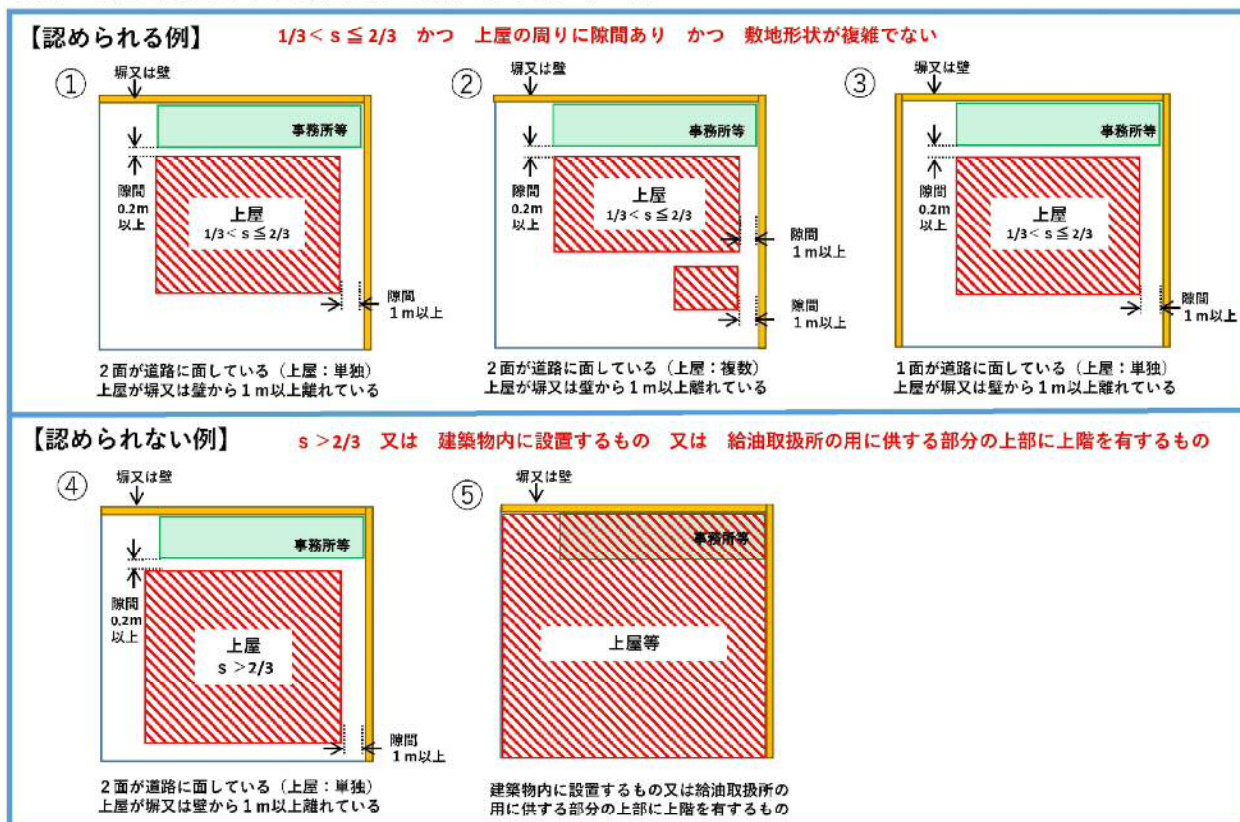 【認められる例】 1/3＜ｓ≦2/3 かつ 上屋の周りに隙間あり かつ 敷地形状が複雑でない
①
塀又は壁
事務所等
隙間
0.2m
以上
上屋
1/3＜ｓ≦2/3
隙間
１ｍ以上
２面が道路に面している（上屋：単独）
上屋が塀又は壁から１ｍ以上離れている
②
塀又は壁
事務所等
隙間
0.2m
以上
上屋
1/3＜ｓ≦2/3
隙間
１ｍ以上
隙間
１ｍ以上
２面が道路に面している（上屋：複数）
上屋が塀又は壁から１ｍ以上離れている
③
塀又は壁
事務所等
隙間
0.2m
以上
上屋
1/3＜ｓ≦2/3
隙間
１ｍ以上
１面が道路に面している（上屋：単独）
上屋が塀又は壁から１ｍ以上離れている
【認められない例】 ｓ＞2/3 又は 建築物内に設置するもの 又は 給油取扱所の用に供する部分の上部に上階を有するもの
④
塀又は壁
事務所等
隙間
0.2m
以上
上屋
ｓ＞2/3
隙間
１ｍ以上
２面が道路に面している（上屋：単独）
上屋が塀又は壁から１ｍ以上離れている
⑤
塀又は壁
事務所等
上屋等
建築物内に設置するもの又は給油取扱所の
用に供する部分の上部に上階を有するもの